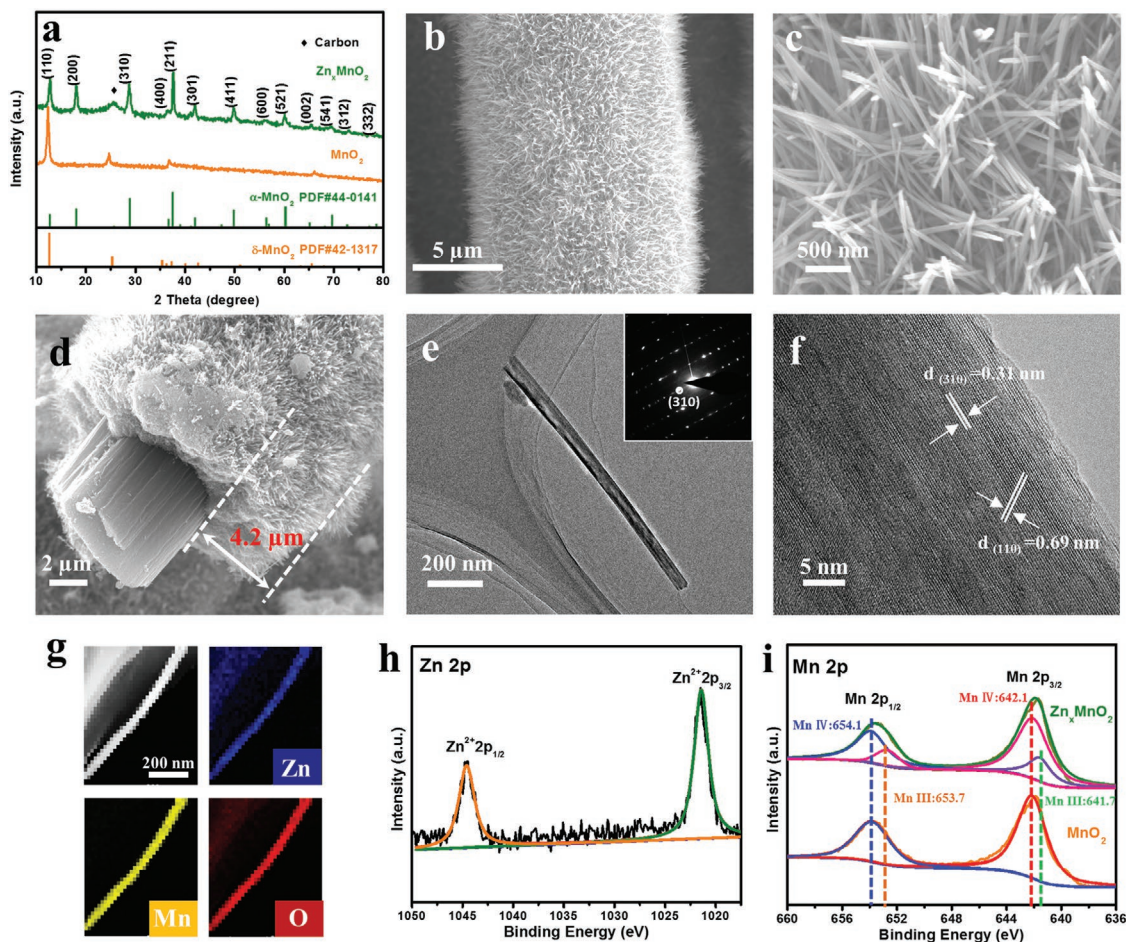 a
◆ Carbon
(110)
(200)
(310)
(400)
(211)
(301)
(411)
(600)
(521)
(002)
(541)
(312)
(332)
ZnₓMnO₂
MnO₂
α-MnO₂ PDF#44-0141
δ-MnO₂ PDF#42-1317
Intensity (a.u.)
10 20 30 40 50 60 70 80
2 Theta (degree)
b
5 µm
c
500 nm
d
4.2 µm
2 µm
e
(310)
200 nm
f
d (310)=0.31 nm
d (110)=0.69 nm
5 nm
g
200 nm
Zn
Mn
O
h
Zn 2p
Zn²⁺2p₃/₂
Zn²⁺2p₁/₂
Intensity (a.u.)
1050 1045 1040 1035 1030 1025 1020
Binding Energy (eV)
i
Mn 2p
Mn 2p₃/₂
Mn 2p₁/₂
Mn IV:642.1
ZnₓMnO₂
Mn IV:654.1
Mn III:653.7
Mn III:641.7
MnO₂
Intensity (a.u.)
660 656 652 648 644 640 636
Binding Energy (eV)